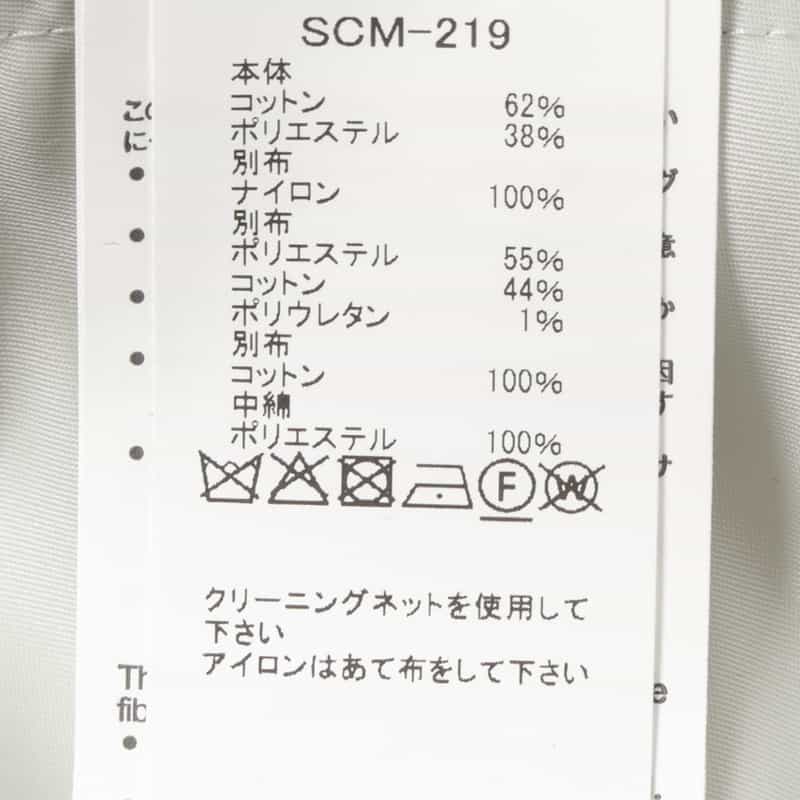 SCM-219
本体
コットン 62%
ポリエステル 38%
別布
ナイロン 100%
別布
ポリエステル 55%
コットン 44%
ポリウレタン 1%
別布
コットン 100%
中綿
ポリエステル 100%
F W
クリーニングネットを使用して
下さい
アイロンはあて布をして下さい